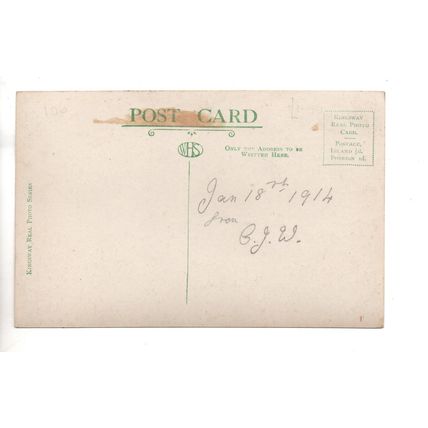 POST CARD
WHS
ONLY THE ADDRESS TO BE
WRITTEN HERE.
KINGSWAY
REAL PHOTO
CARD.
POSTAGE,
INLAND ½d.
FOREIGN 1d.
KINGSWAY REAL PHOTO SERIES
Jan 18th 1914
from
C.J.W.